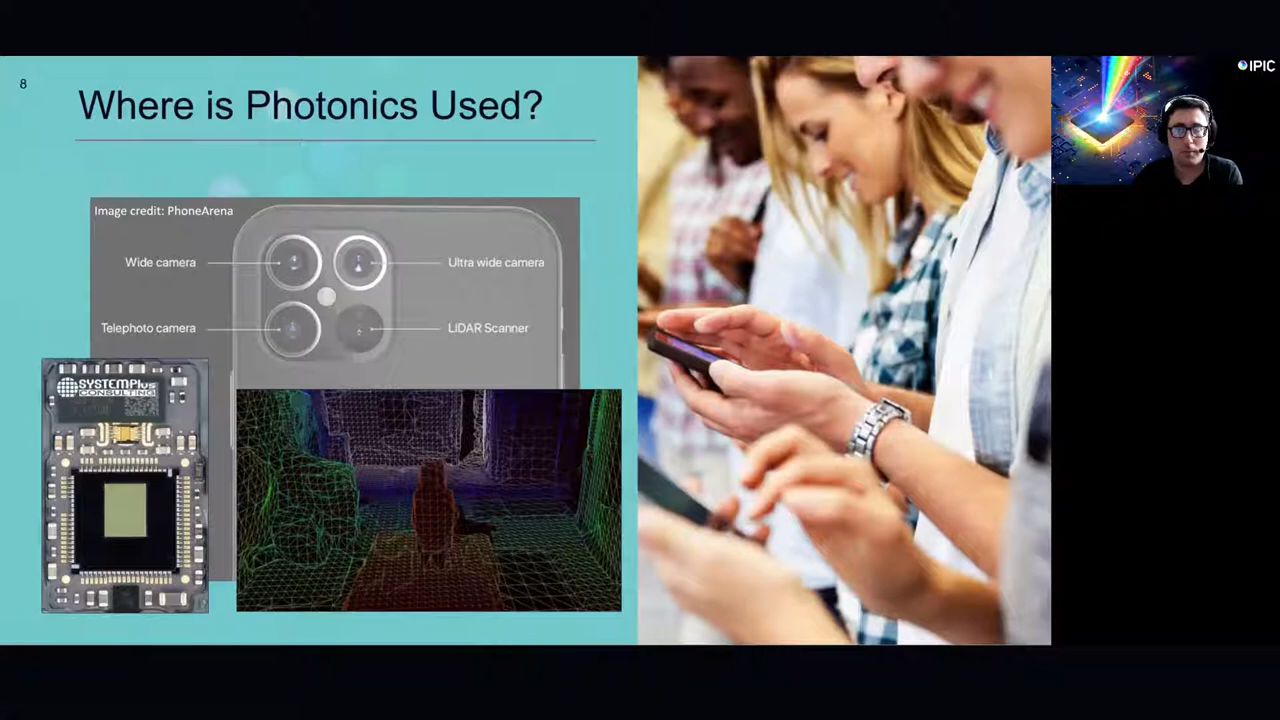 8
Where is Photonics Used?
Image credit: PhoneArena
Wide camera
Ultra wide camera
Telephoto camera
LiDAR Scanner
SYSTEMPlus
CONSULTING
IPIC